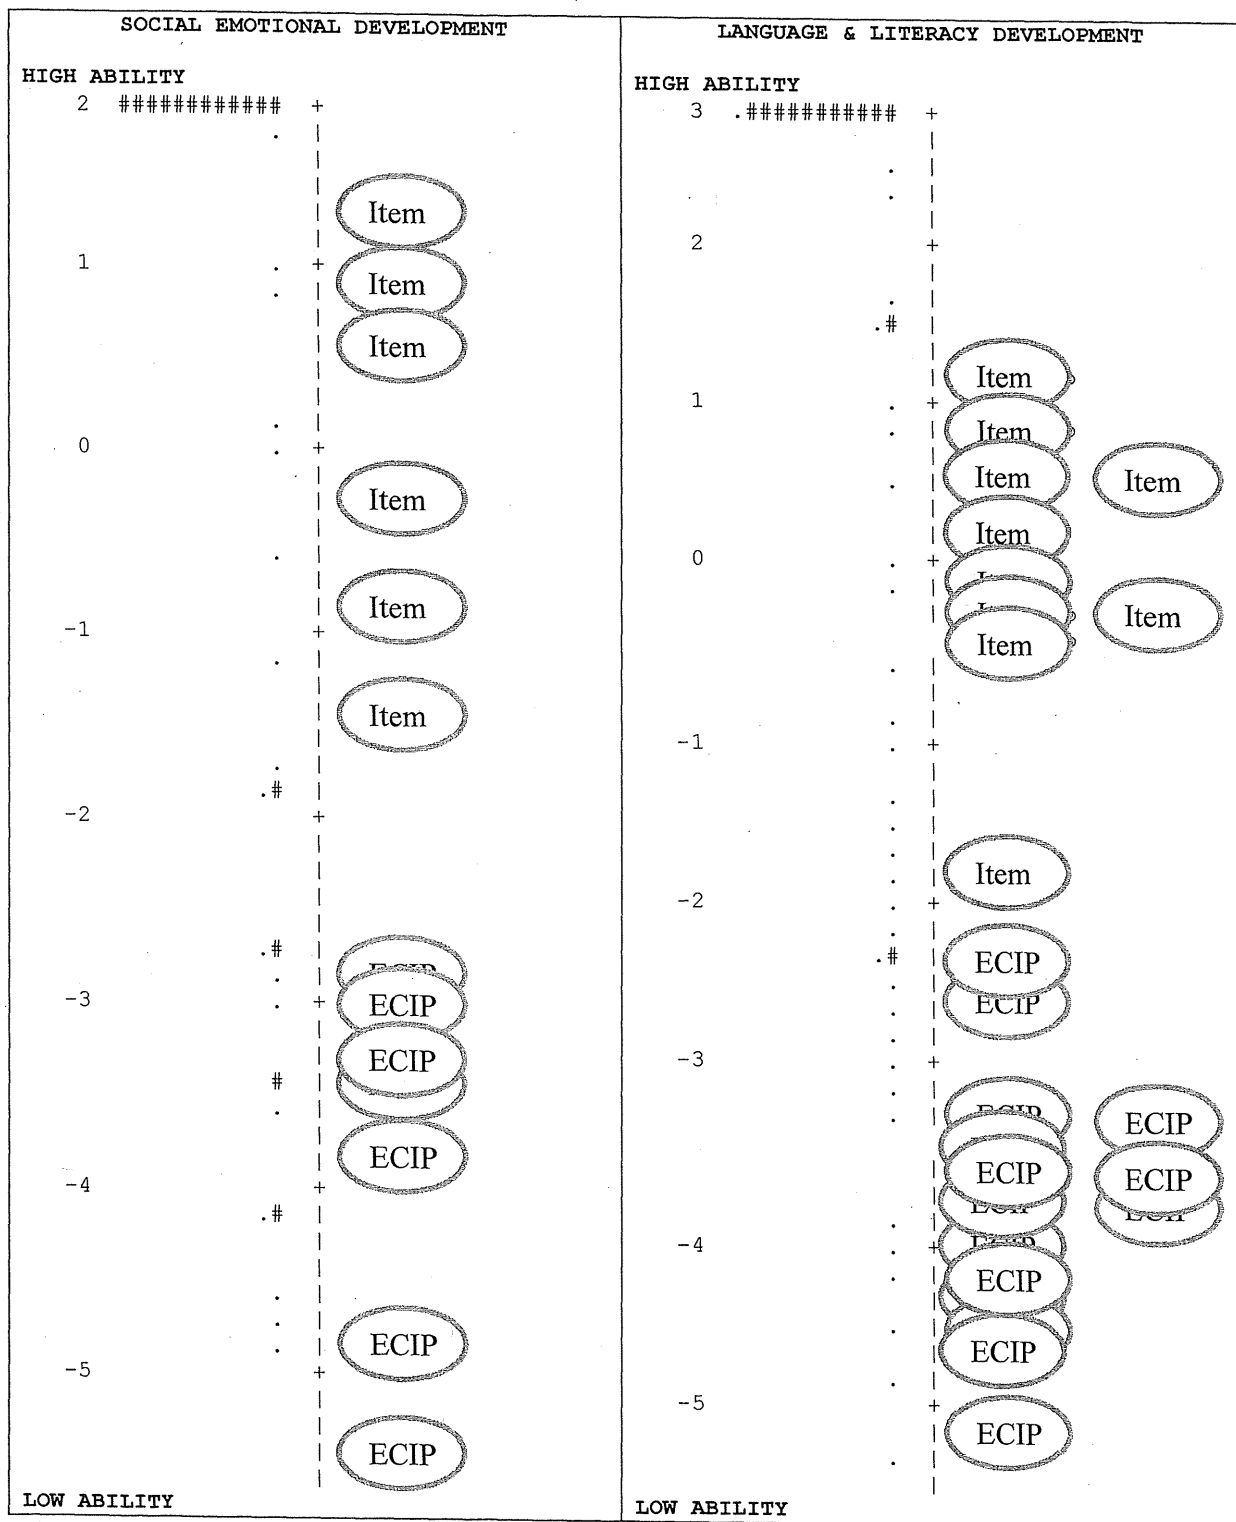 SOCIAL EMOTIONAL DEVELOPMENT
HIGH ABILITY
2 ############ +
.
Item
1 . +
Item
.
Item
.
0 . +
Item
.
Item
-1 +
.
Item
.
.#
-2 +
.#
.
-3 . +
ECIP
ECIP
#
.
ECIP
-4 +
.#
.
.
ECIP
.
-5 +
ECIP
LOW ABILITY
LANGUAGE & LITERACY DEVELOPMENT
HIGH ABILITY
3 .########### +
.
.
2 +
.
.#
Item
1 . +
Item
.
Item Item
.
Item
0 . +
.
Item
Item
.
.
-1 . +
.
.
.
Item
.
-2 . +
.
.# ECIP
.
ECIP
.
.
-3 . +
.
ECIP ECIP
.
ECIP ECIP
ECIP ECIP
.
-4 . +
ECIP
. ECIP
.
ECIP
.
-5 +
ECIP
.
LOW ABILITY